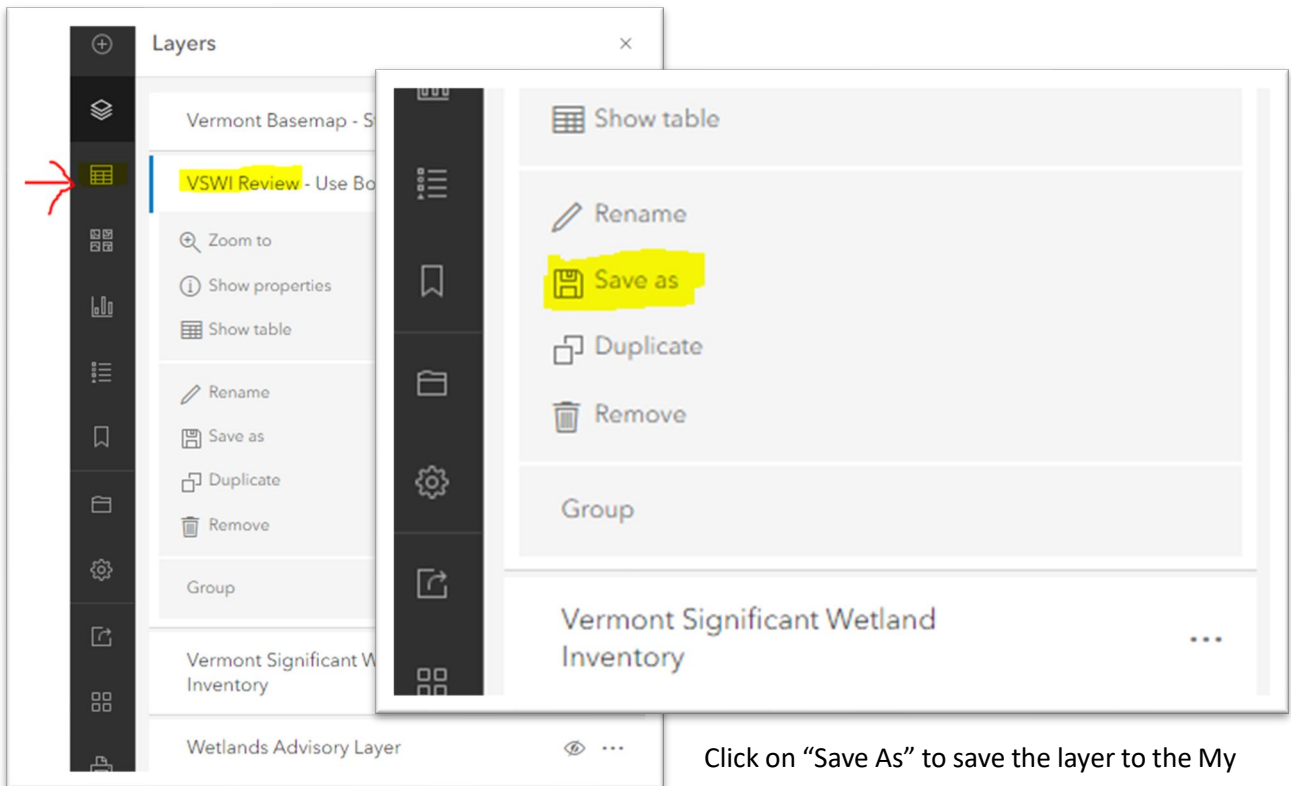 Layers
Vermont Basemap - S
VSWI Review - Use Bo
Zoom to
Show properties
Show table
Rename
Save as
Duplicate
Remove
Group
Vermont Significant W
Inventory
Wetlands Advisory Layer
Show table
Rename
Save as
Duplicate
Remove
Group
Vermont Significant Wetland
Inventory
Click on “Save As” to save the layer to the My